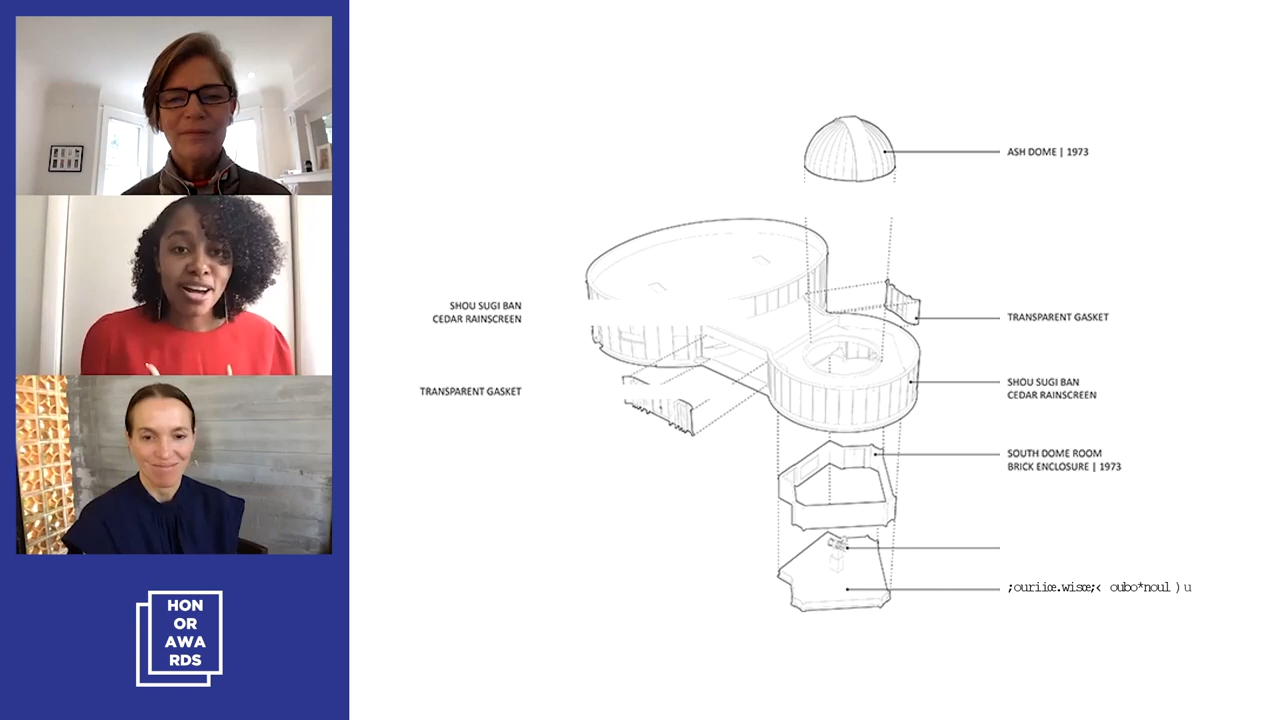 HON
OR
AWA
RDS
ASH DOME | 1973
SHOU SUGI BAN
CEDAR RAINSCREEN
TRANSPARENT GASKET
TRANSPARENT GASKET
SHOU SUGI BAN
CEDAR RAINSCREEN
SOUTH DOME ROOM
BRICK ENCLOSURE | 1973